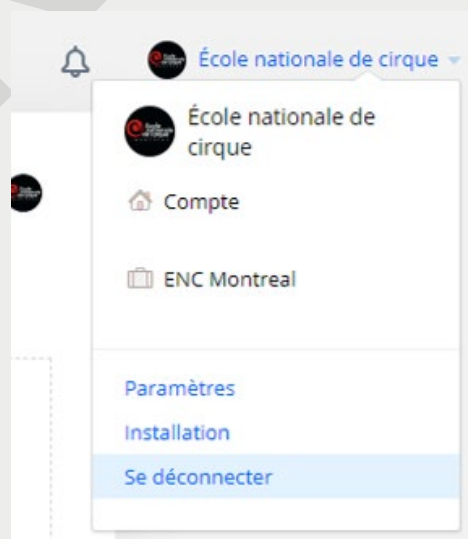 École nationale de cirque
École nationale de
cirque
Compte
ENC Montreal
Paramètres
Installation
Se déconnecter